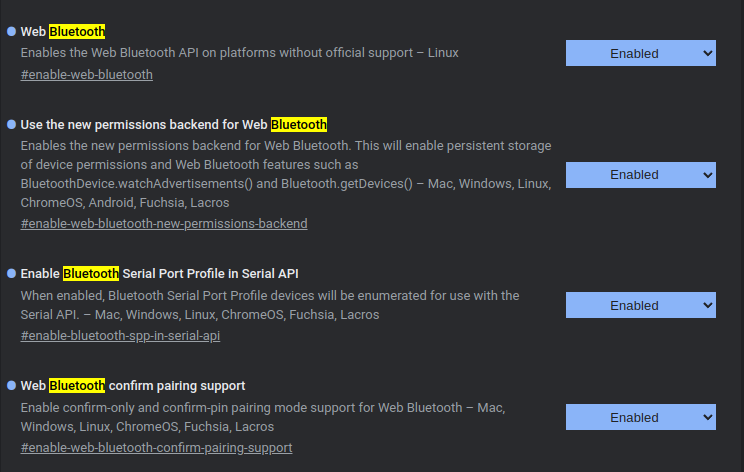 Web Bluetooth
Enables the Web Bluetooth API on platforms without official support – Linux
Enabled
#enable-web-bluetooth
Use the new permissions backend for Web Bluetooth
Enables the new permissions backend for Web Bluetooth. This will enable persistent storage
of device permissions and Web Bluetooth features such as
Enabled
BluetoothDevice.watchAdvertisements() and Bluetooth.getDevices() – Mac, Windows, Linux,
ChromeOS, Android, Fuchsia, Lacros
#enable-web-bluetooth-new-permissions-backend
Enable Bluetooth Serial Port Profile in Serial API
When enabled, Bluetooth Serial Port Profile devices will be enumerated for use with the
Enabled
Serial API. – Mac, Windows, Linux, ChromeOS, Fuchsia, Lacros
#enable-bluetooth-spp-in-serial-api
Web Bluetooth confirm pairing support
Enable confirm-only and confirm-pin pairing mode support for Web Bluetooth – Mac,
Enabled
Windows, Linux, ChromeOS, Fuchsia, Lacros
#enable-web-bluetooth-confirm-pairing-support